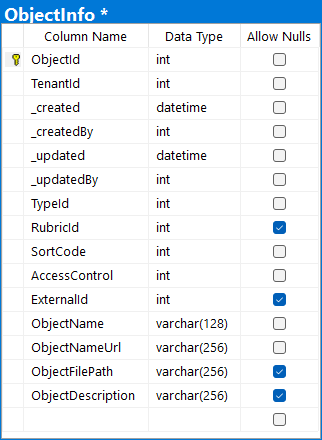 ObjectInfo *
Column Name Data Type Allow Nulls
ObjectId int
TenantId int
_created datetime
_createdBy int
_updated datetime
_updatedBy int
TypeId int
RubricId int
SortCode int
AccessControl int
ExternalId int
ObjectName varchar(128)
ObjectNameUrl varchar(256)
ObjectFilePath varchar(256)
ObjectDescription varchar(256)